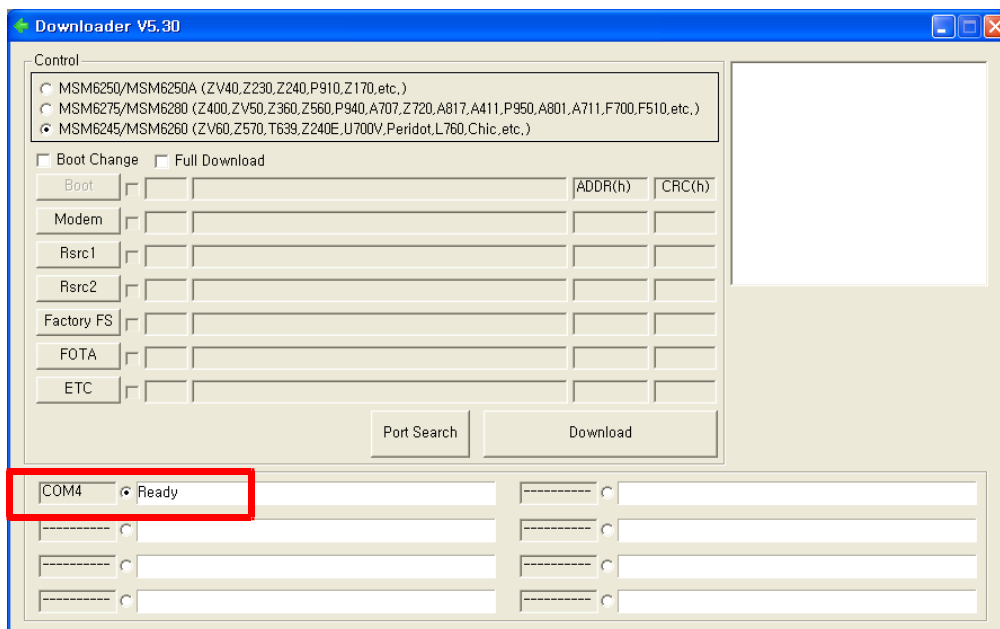 Downloader V5.30
Control
MSM6250/MSM6250A (ZV40,Z230,Z240,P910,Z170,etc,)
MSM6275/MSM6280 (Z400,ZV50,Z360,Z560,P940,A707,Z720,A817,A411,P950,A801,A711,F700,F510,etc,)
MSM6245/MSM6260 (ZV60,Z570,T639,Z240E,U700V,Peridot,L760,Chic,etc,)
Boot Change Full Download
Boot ADDR(h) CRC(h)
Modem
Rsrc1
Rsrc2
Factory FS
FOTA
ETC
Port Search Download
COM4 Ready ----------
---------- ----------
---------- ----------
---------- ----------